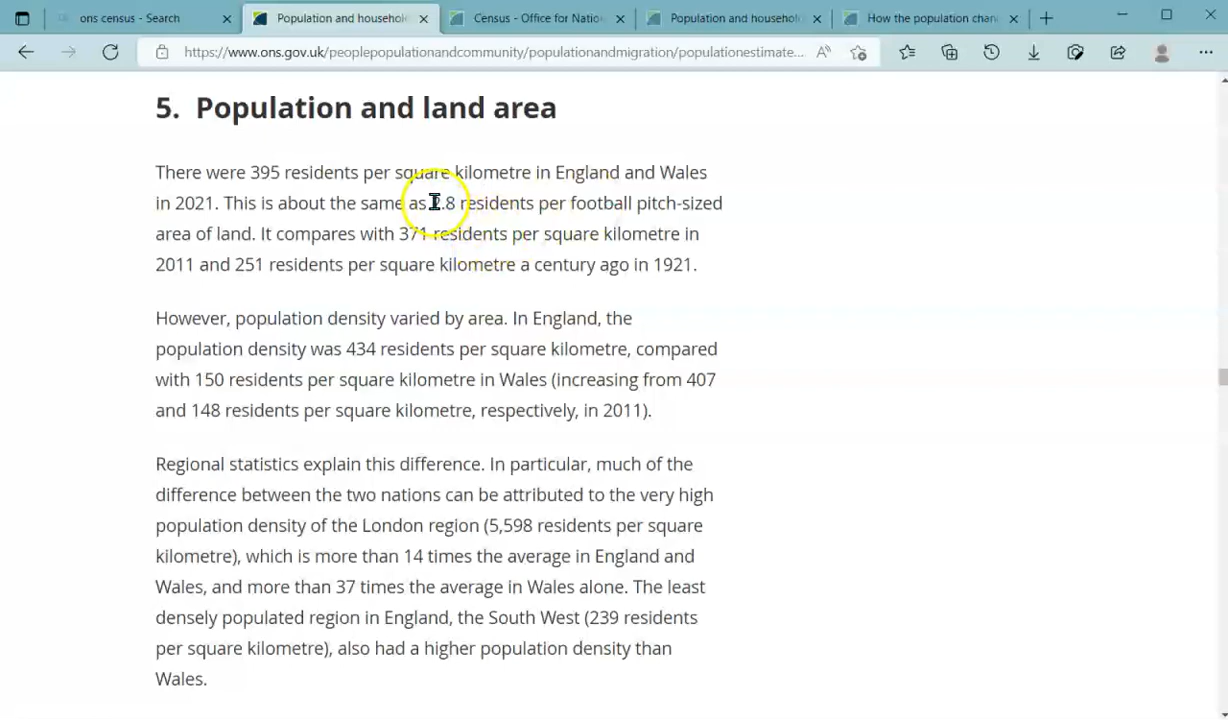 ons census - Search
Population and househol
Census - Office for Natio
Population and househol
How the population chan
https://www.ons.gov.uk/peoplepopulationandcommunity/populationandmigration/populationestimate...
5. Population and land area
There were 395 residents per square kilometre in England and Wales
in 2021. This is about the same as 2.8 residents per football pitch-sized
area of land. It compares with 371 residents per square kilometre in
2011 and 251 residents per square kilometre a century ago in 1921.
However, population density varied by area. In England, the
population density was 434 residents per square kilometre, compared
with 150 residents per square kilometre in Wales (increasing from 407
and 148 residents per square kilometre, respectively, in 2011).
Regional statistics explain this difference. In particular, much of the
difference between the two nations can be attributed to the very high
population density of the London region (5,598 residents per square
kilometre), which is more than 14 times the average in England and
Wales, and more than 37 times the average in Wales alone. The least
densely populated region in England, the South West (239 residents
per square kilometre), also had a higher population density than
Wales.